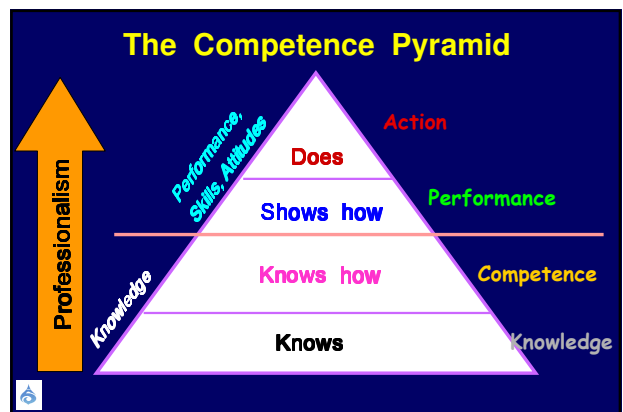 The Competence Pyramid
Performance,
Skills, Attitudes
Action
Does
Performance
Shows how
Professionalism
Knows how
Competence
Knowledge
Knows
Knowledge